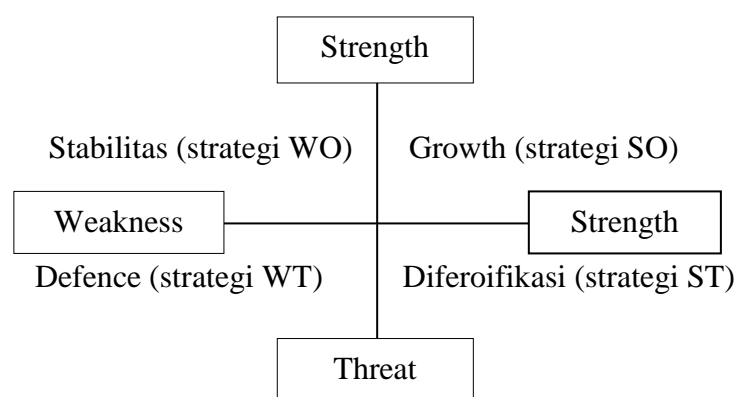 Strength
Stabilitas (strategi WO) Growth (strategi SO)
Weakness Strength
Defence (strategi WT) Diferoifikasi (strategi ST)
Threat